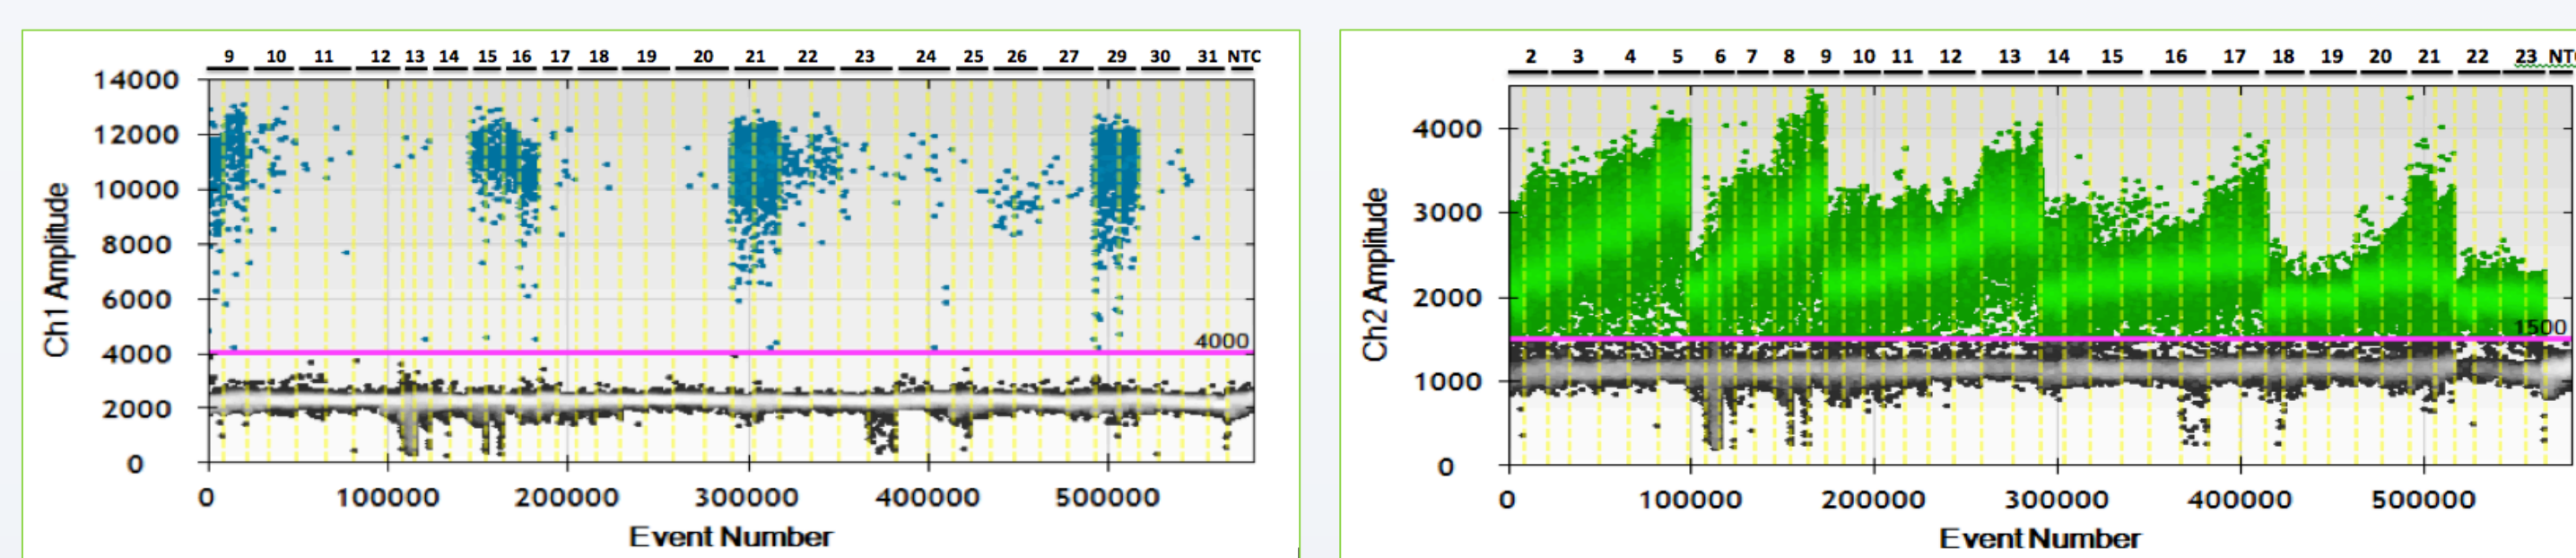 9 10 11 12 13 14 15 16 17 18 19 20 21 22 23 24 25 26 27 28 29 30 31 NTC
14000
12000
10000
8000
6000
4000
2000
0
Ch1 Amplitude
4000
0 100000 200000 300000 400000 500000
Event Number
2 3 4 5 6 7 8 9 10 11 12 13 14 15 16 17 18 19 20 21 22 23 NTC
4000
3000
2000
1000
0
Ch2 Amplitude
1500
0 100000 200000 300000 400000 500000
Event Number